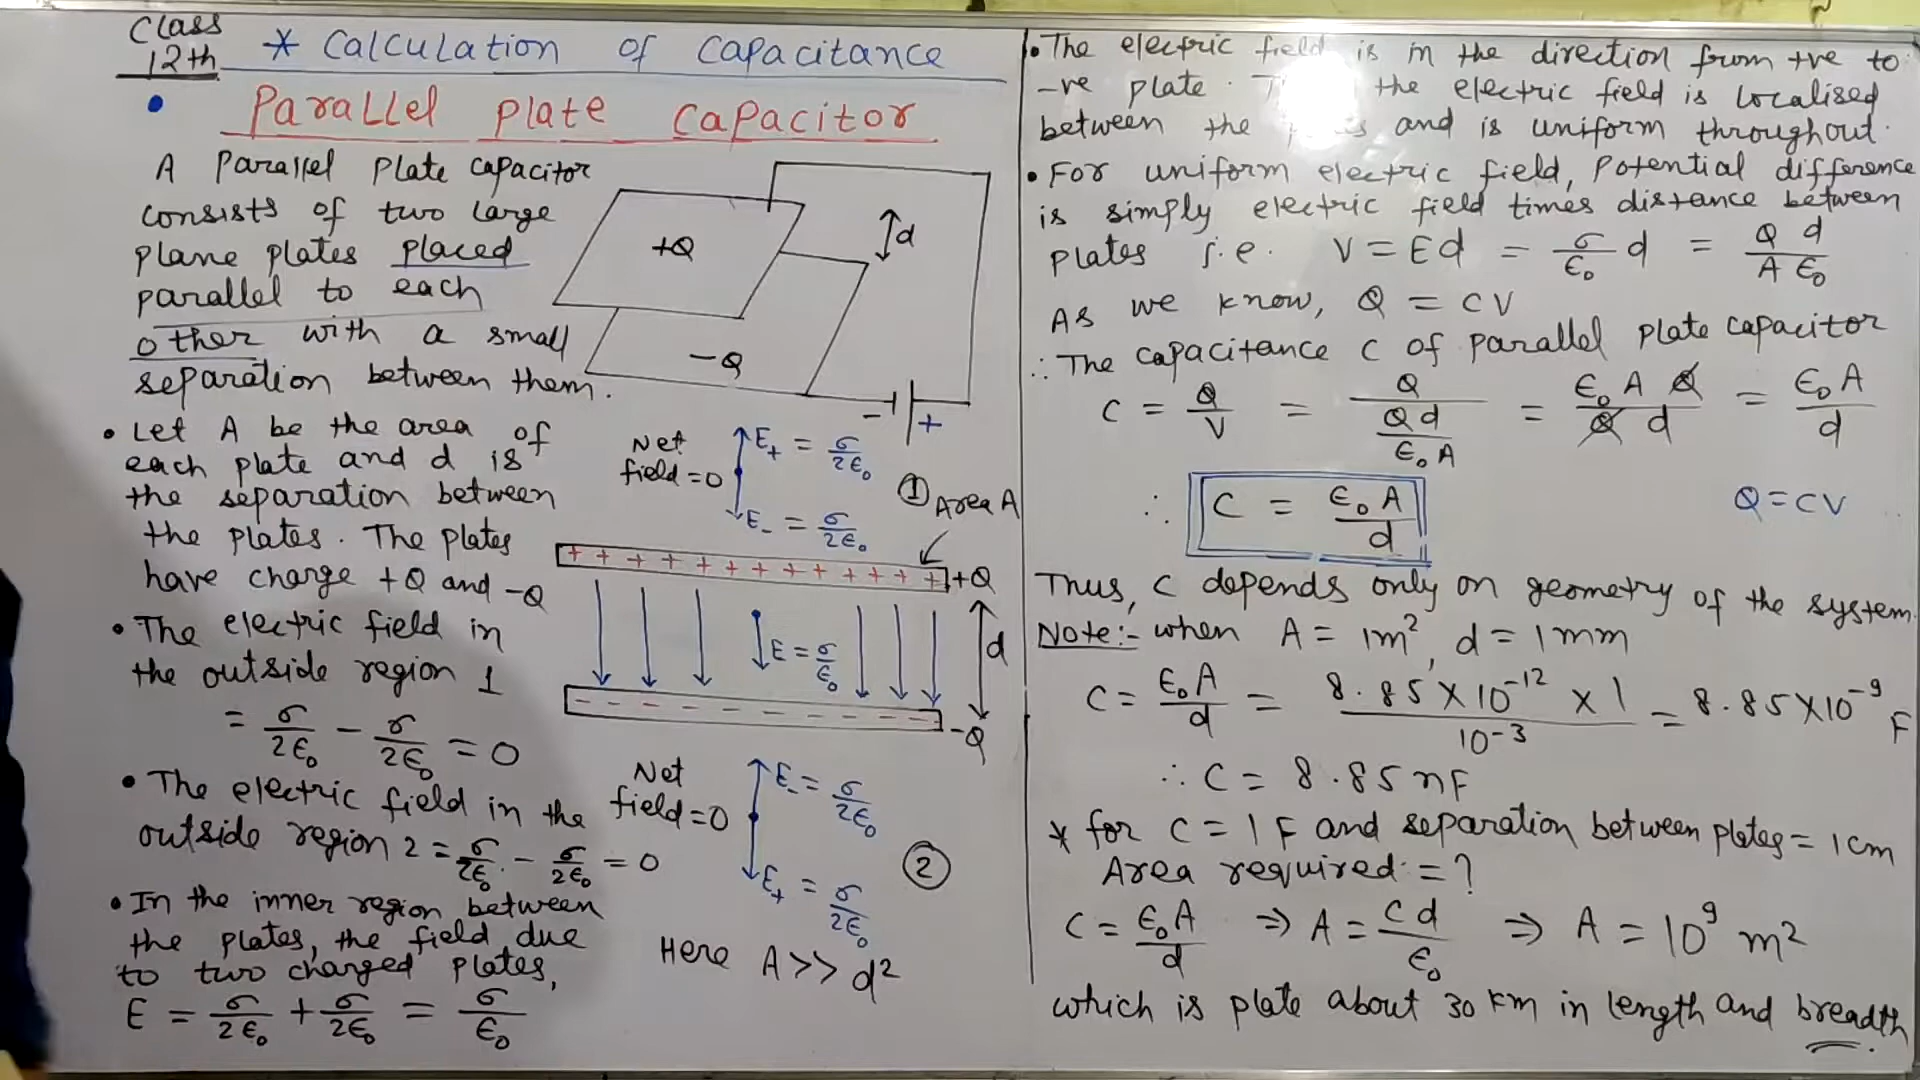 Class
12th
* Calculation of Capacitance
• Parallel Plate Capacitor
A Parallel Plate capacitor
consists of two large
plane plates placed
parallel to each
other with a small
separation between them.
+Q
-Q
d
- +
• Let A be the area of
each plate and d is
the separation between
the plates. The plates
have charge +Q and -Q
• The electric field in
the outside region 1
= σ/2ε₀ - σ/2ε₀ = 0
• The electric field in the
outside region 2 = σ/2ε₀ - σ/2ε₀ = 0
• In the inner region between
the plates, the field due
to two charged plates,
E = σ/2ε₀ + σ/2ε₀ = σ/ε₀
Net
field = 0
E₊ = σ/2ε₀
E₋ = σ/2ε₀
① Area A
+ + + + + + + + + + + + +Q
E = σ/ε₀
d
- - - - - - - - - -Q
Net
field = 0
E₋ = σ/2ε₀
E₊ = σ/2ε₀
②
Here A >> d²
• The electric field is in the direction from +ve to
-ve plate. the electric field is localised
between the and is uniform throughout.
• For uniform electric field, Potential difference
is simply electric field times distance between
plates i.e. V = Ed = σ/ε₀ d = Qd/Aε₀
As we know, Q = CV
∴ The capacitance C of parallel plate capacitor
C = Q/V = Q/(Qd/ε₀A) = ε₀AQ/Qd = ε₀A/d
∴ C = ε₀A/d
Q = CV
Thus, C depends only on geometry of the system.
Note:- when A = 1m², d = 1mm
C = ε₀A/d = 8.85×10⁻¹² × 1/10⁻³ = 8.85×10⁻⁹ F
∴ C = 8.85 nF
* for C = 1F and separation between plates = 1cm
Area required = ?
C = ε₀A/d ⇒ A = Cd/ε₀ ⇒ A = 10⁹ m²
which is plate about 30 km in length and breadth.